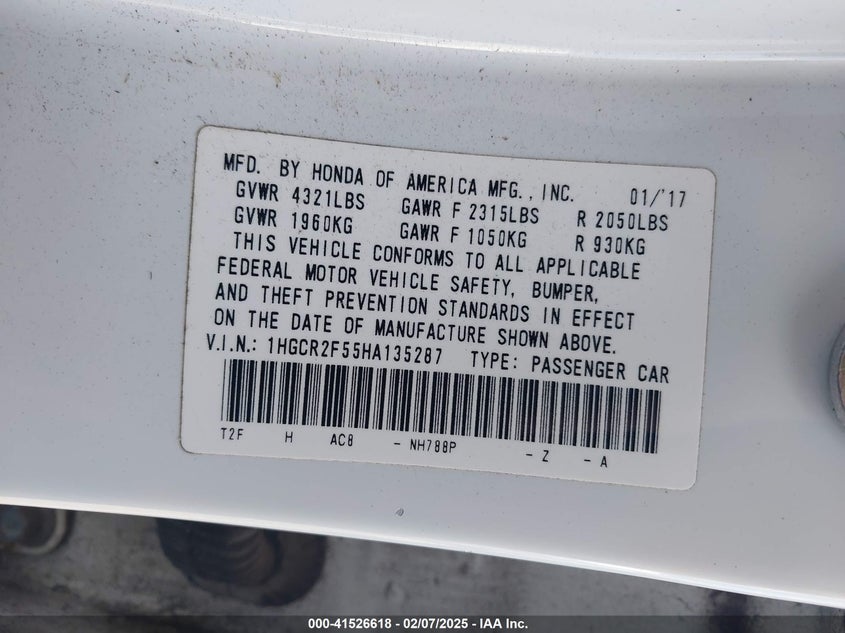 MFD. BY HONDA OF AMERICA MFG., INC. 01/'17
GVWR 4321LBS GAWR F 2315LBS R 2050LBS
GVWR 1960KG GAWR F 1050KG R 930KG
THIS VEHICLE CONFORMS TO ALL APPLICABLE
FEDERAL MOTOR VEHICLE SAFETY, BUMPER,
AND THEFT PREVENTION STANDARDS IN EFFECT
ON THE DATE OF MANUFACTURE SHOWN ABOVE.
V.I.N.: 1HGCR2F55HA135287 TYPE: PASSENGER CAR
T2F H AC8 - NH788P - Z - A
000-41526618 - 02/07/2025 - IAA Inc.